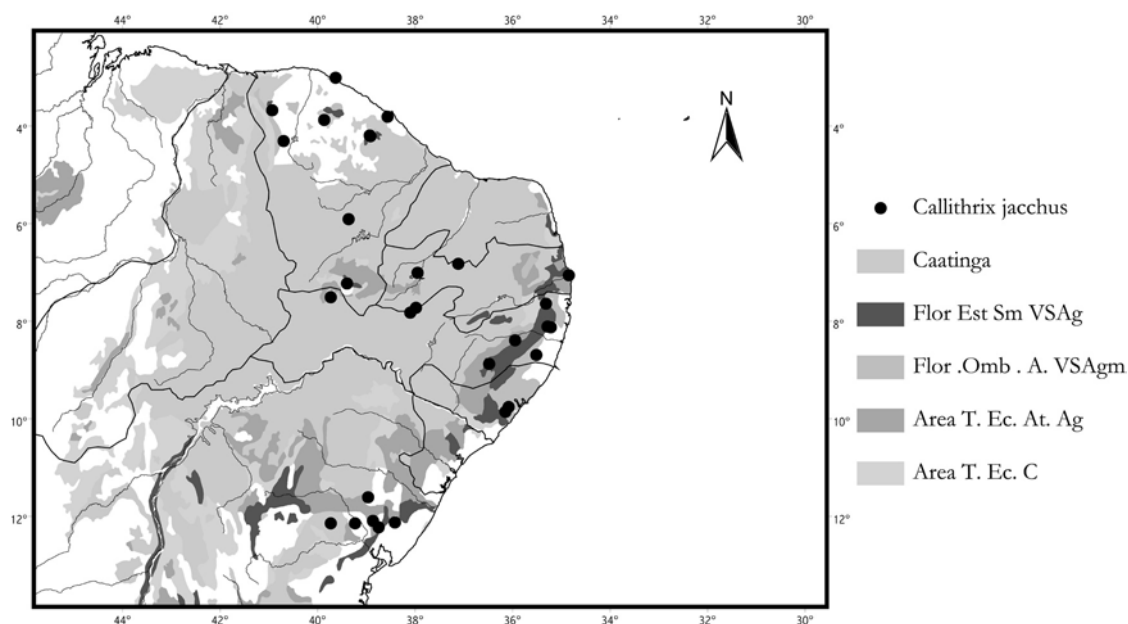 44° 42° 40° 38° 36° 34° 32° 30°
N
4° 4°
6° 6°
8° 8°
10° 10°
12° 12°
44° 42° 40° 38° 36° 34° 32° 30°
Callithrix jacchus
Caatinga
Flor Est Sm VSAg
Flor .Omb . A. VSAgm
Area T. Ec. At. Ag
Area T. Ec. C